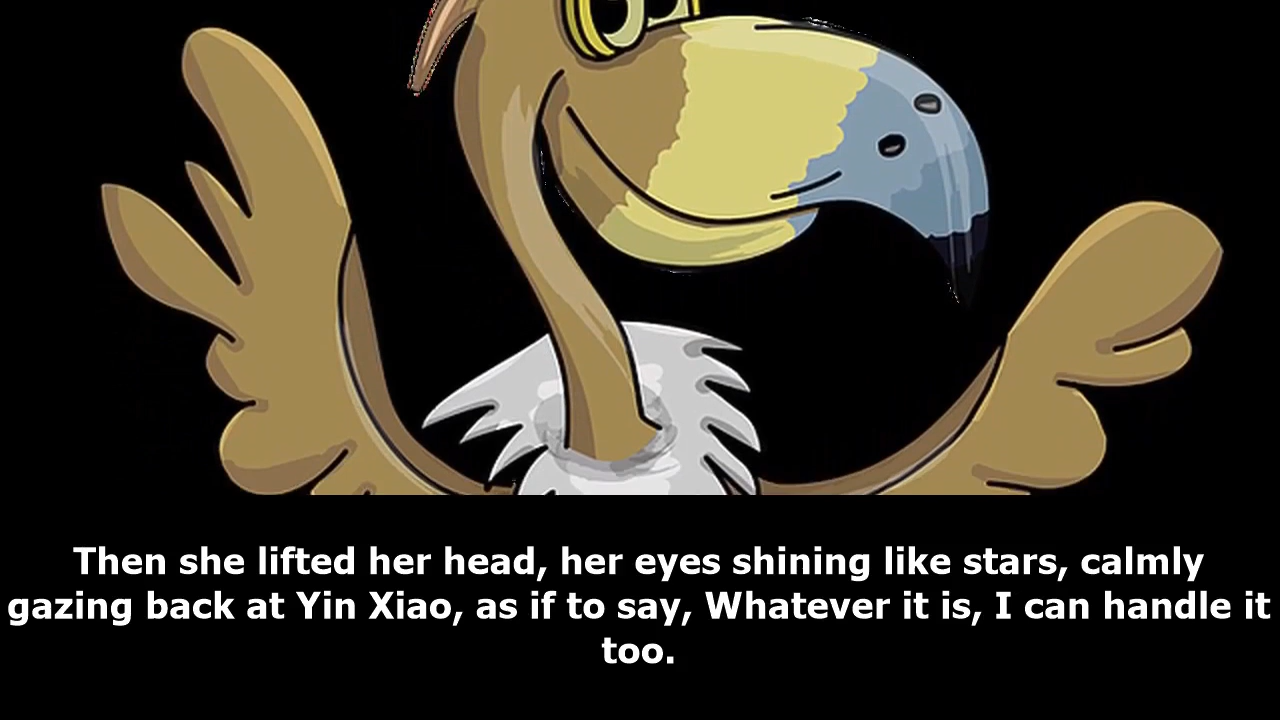 Then she lifted her head, her eyes shining like stars, calmly
gazing back at Yin Xiao, as if to say, Whatever it is, I can handle it
too.